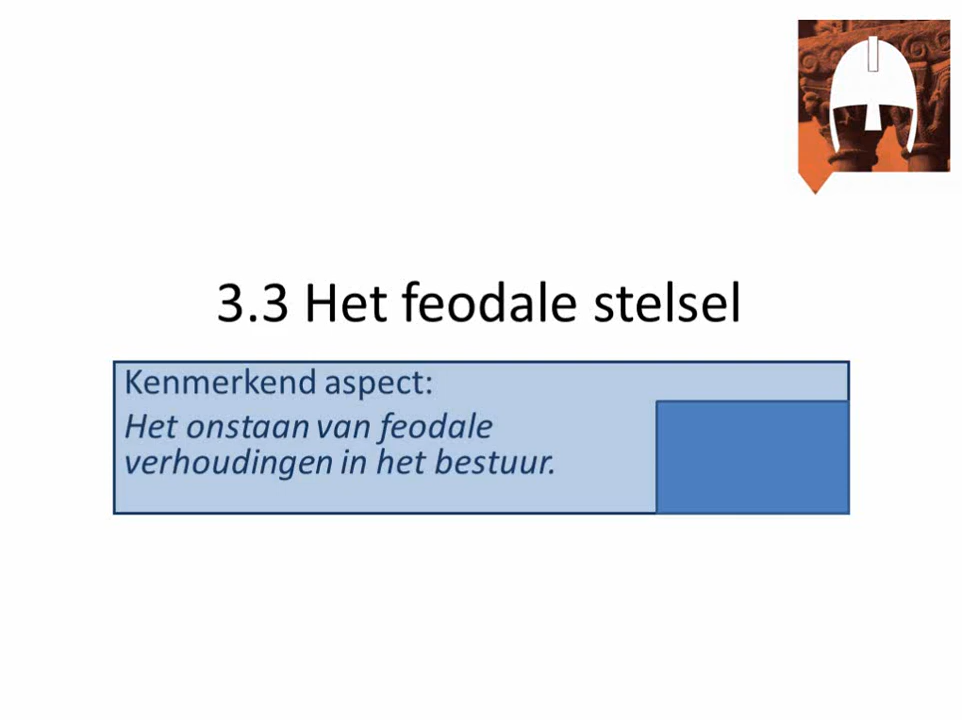 3.3 Het feodale stelsel
Kenmerkend aspect:
Het onstaan van feodale
verhoudingen in het bestuur.